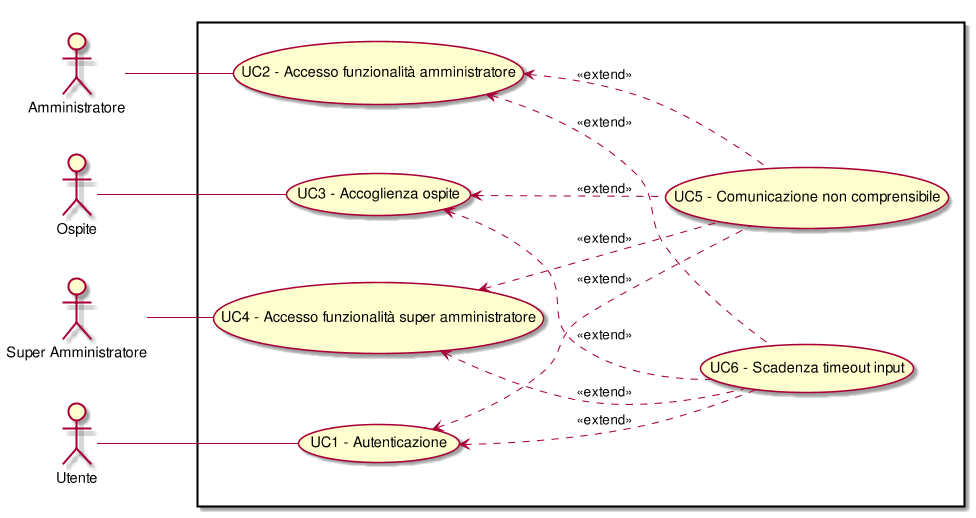 UC2 - Accesso funzionalità amministratore
«extend»
Amministratore
«extend»
UC3 - Accoglienza ospite
«extend»
UC5 - Comunicazione non comprensibile
Ospite
«extend»
«extend»
UC4 - Accesso funzionalità super amministratore
«extend»
Super Amministratore
UC6 - Scadenza timeout input
«extend»
«extend»
UC1 - Autenticazione
Utente